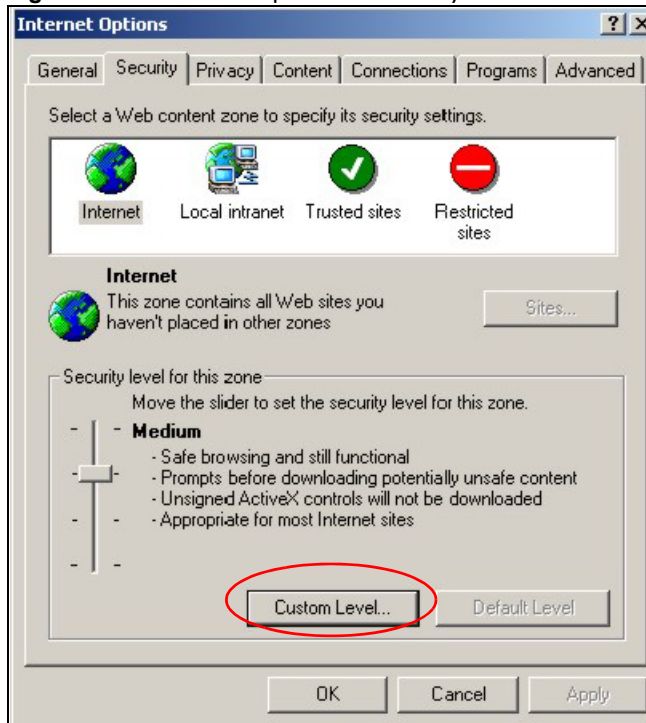 Internet Options
General Security Privacy Content Connections Programs Advanced
Select a Web content zone to specify its security settings.
Internet Local intranet Trusted sites Restricted sites
Internet
This zone contains all Web sites you
haven't placed in other zones
Sites...
Security level for this zone
Move the slider to set the security level for this zone.
Medium
- Safe browsing and still functional
- Prompts before downloading potentially unsafe content
- Unsigned ActiveX controls will not be downloaded
- Appropriate for most Internet sites
Custom Level... Default Level
OK Cancel Apply